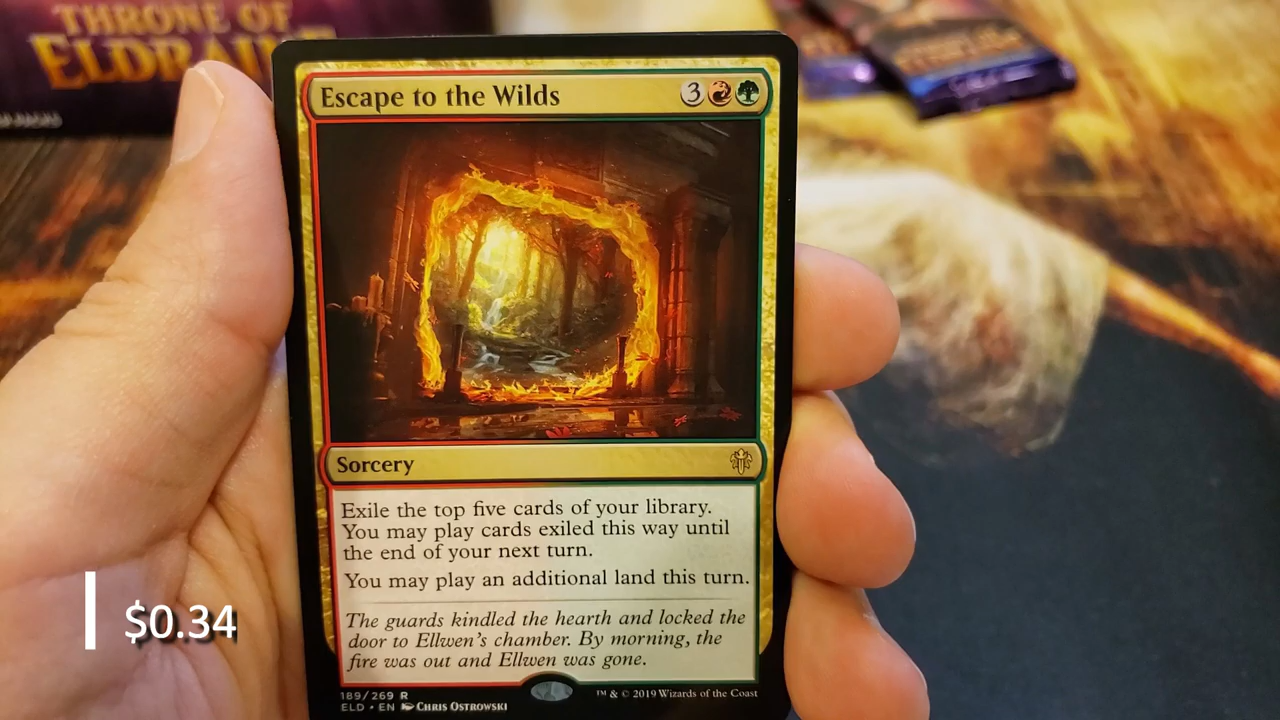 THRONE OF
ELDRAINE
Escape to the Wilds
3
Sorcery
Exile the top five cards of your library.
You may play cards exiled this way until
the end of your next turn.
You may play an additional land this turn.
The guards kindled the hearth and locked the
door to Ellwen's chamber. By morning, the
fire was out and Ellwen was gone.
189/269 R
ELD • EN Chris Ostrowski
™ & © 2019 Wizards of the Coast
$0.34